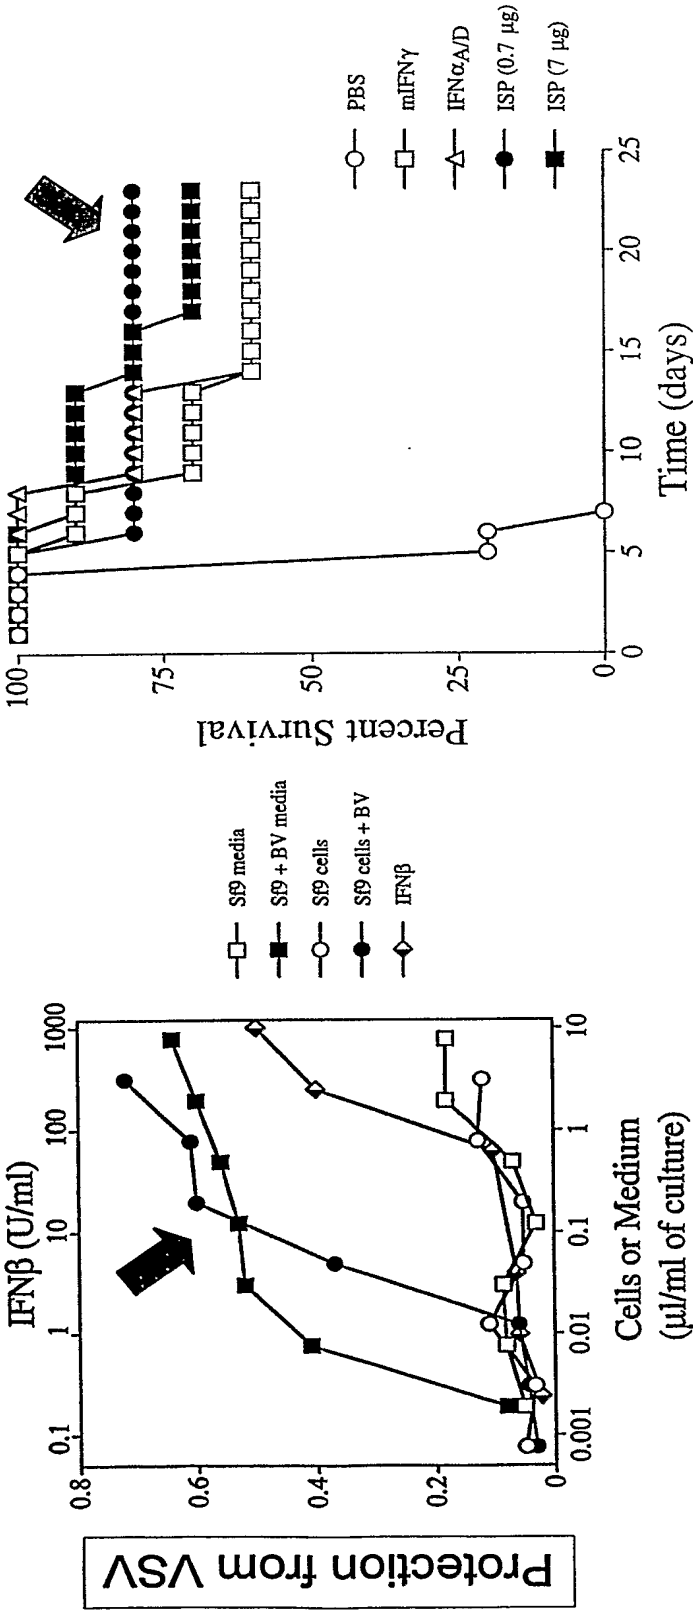 IFNβ (U/ml)
0.1
1
10
100
1000
Protection from VSV
0.8
0.6
0.4
0.2
0
0.001
0.01
0.1
1
10
Cells or Medium
(µl/ml of culture)
Sf9 media
Sf9 + BV media
Sf9 cells
Sf9 cells + BV
IFNβ
Percent Survival
100
75
50
25
0
0
5
10
15
20
25
Time (days)
PBS
mIFNγ
IFNαA/D
ISP (0.7 µg)
ISP (7 µg)